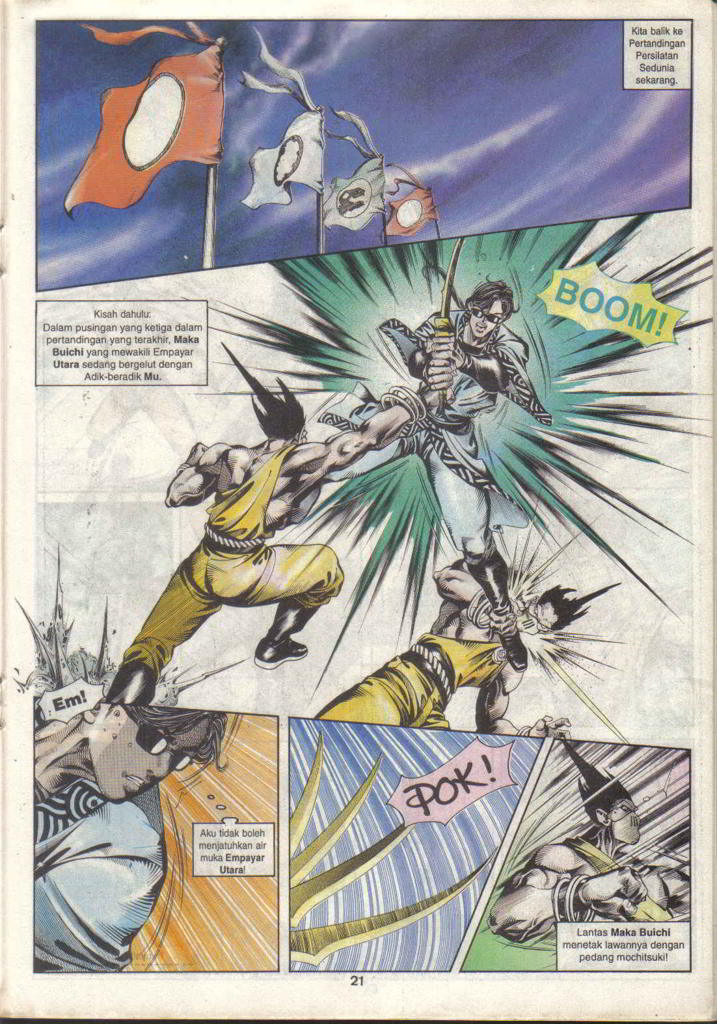 Kita balik ke
Pertandingan
Persilatan
Sedunia
sekarang.
BOOM!
Kisah dahulu:
Dalam pusingan yang ketiga dalam
pertandingan yang terakhir, Maka
Buichi yang mewakili Empayar
Utara sedang bergelut dengan
Adik-beradik Mu.
Em!
Aku tidak boleh
menjatuhkan air
muka Empayar
Utara!
POK!
Lantas Maka Buichi
menetak lawannya dengan
pedang mochitsuki!
21